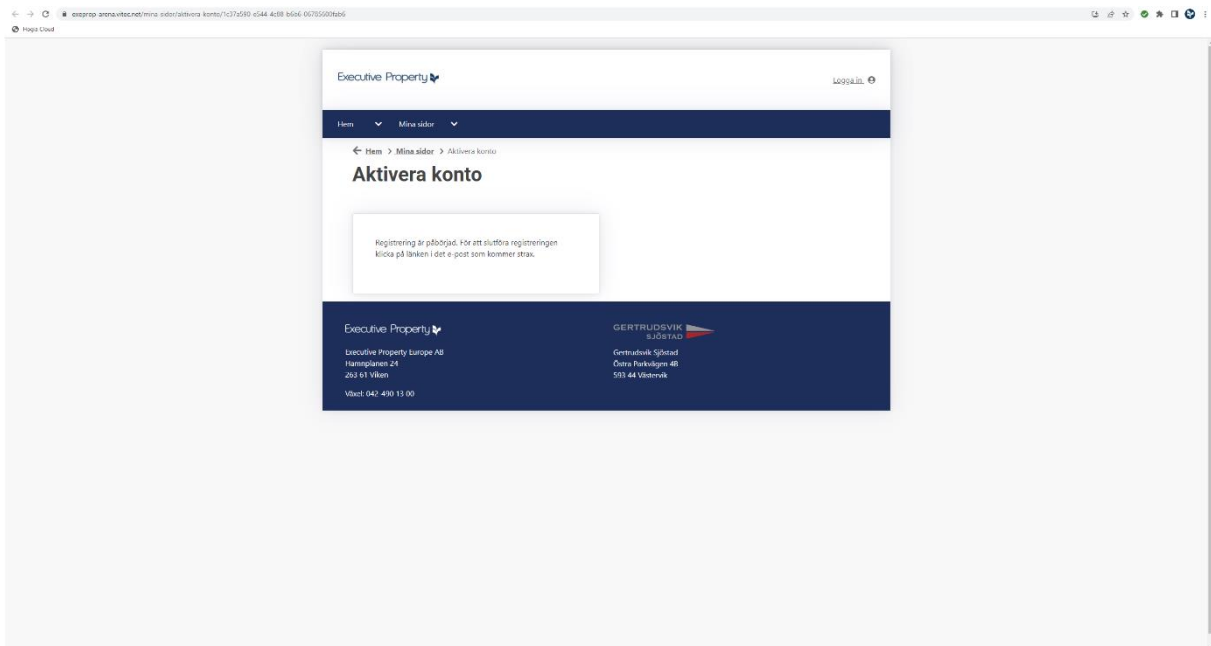 exeprop-arena.vitec.net/mina-sidor/aktivera-konto/
Hogia Cloud
Executive Property
Logga in
Hem Mina sidor
Hem > Mina sidor > Aktivera konto
Aktivera konto
Registrering är påbörjad. För att slutföra registreringen
klicka på länken i det e-post som kommer strax.
Executive Property
Executive Property Europe AB
Hamnplanen 24
263 61 Viken
Växel: 042-490 13 00
GERTRUDSVIK
SJÖSTAD
Gertrudsvik Sjöstad
Östra Parkvägen 4B
593 44 Västervik